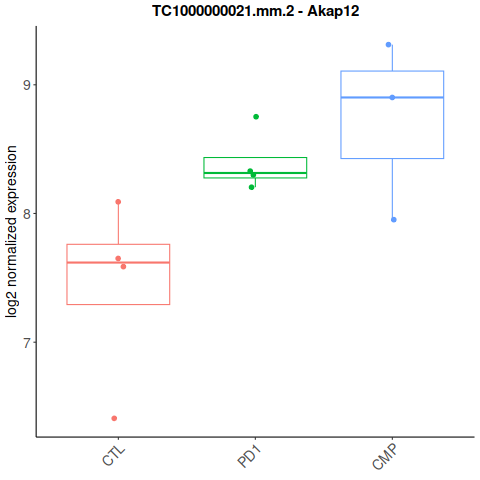 TC1000000021.mm.2 - Akap12
log2 normalized expression
9
8
7
CTL
PD1
CMP